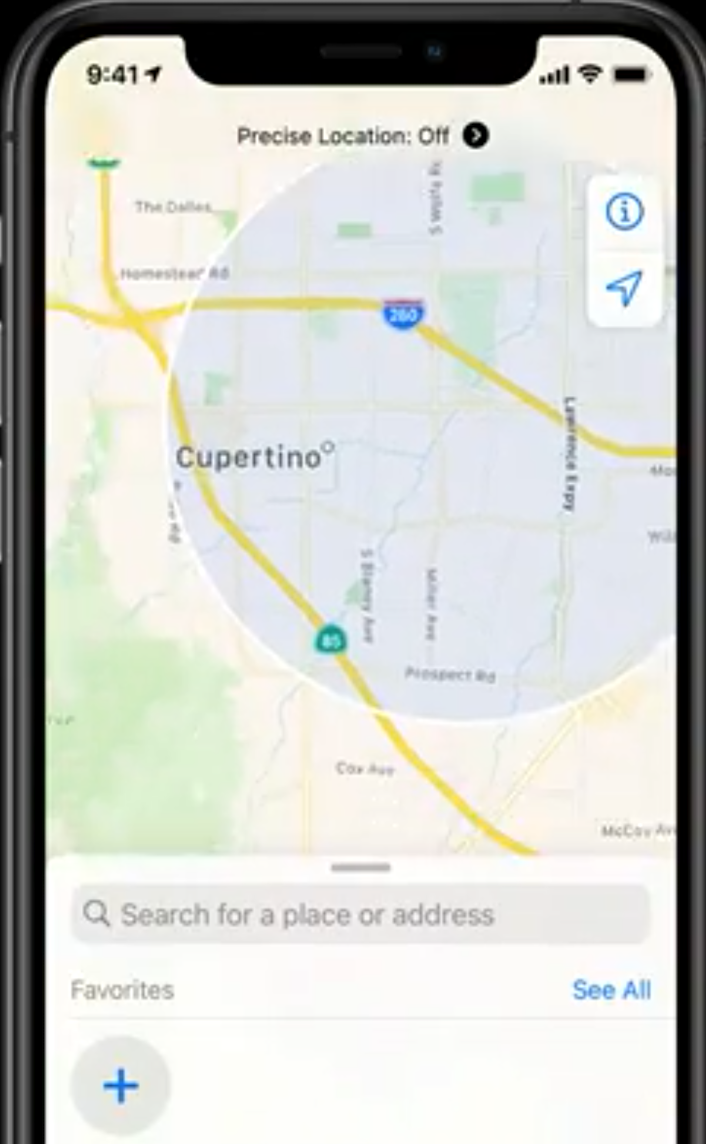 9:41
Precise Location: Off
The Dalles
S Wolfe Rd
Homestead Rd
280
Lawrence Expy
Cupertino
S Blaney Ave
Miller Ave
85
Prospect Rd
Cox Ave
McCoy Av
Search for a place or address
Favorites
See All